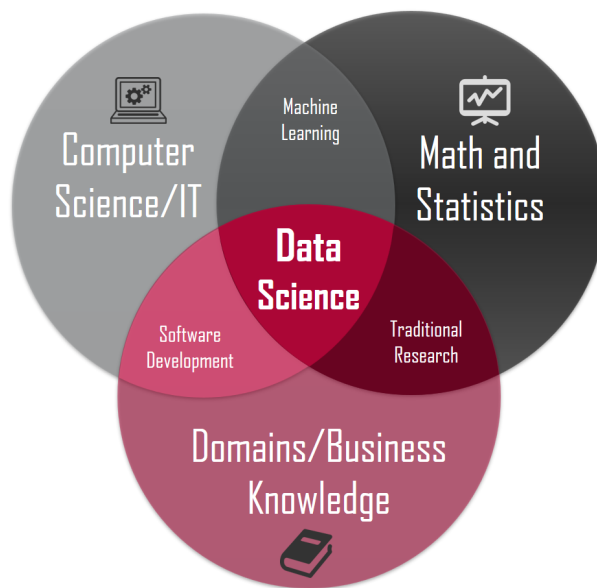 Machine
Learning
Computer
Science/IT
Math and
Statistics
Data
Science
Software
Development
Traditional
Research
Domains/Business
Knowledge